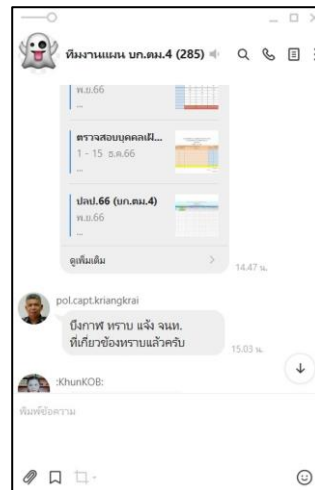 ทีมงานแผน บก.ตม.4 (285)
พ.ย.66
...
ตรวจสอบบุคคลเฝ้...
1 - 15 ธ.ค.66
...
ปลป.66 (บก.ตม.4)
พ.ย.66
...
ดูเพิ่มเติม
14.47 น.
pol.capt.kriangkrai
บึงกาฬ ทราบ แจ้ง จนท.
ที่เกี่ยวข้องทราบแล้วครับ
15.03 น.
:KhunKOB:
พิมพ์ข้อความ